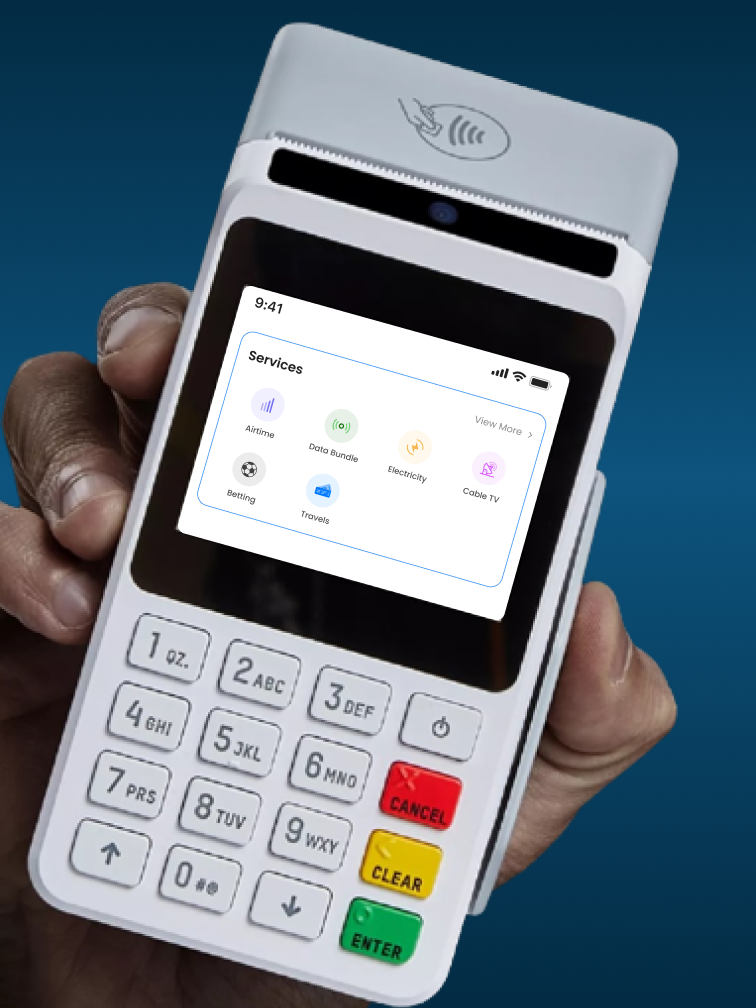 9:41
Services
View More >
Airtime
Data Bundle
Electricity
Cable TV
Betting
Travels
1 QZ.
2 ABC
3 DEF
4 GHI
5 JKL
6 MNO
CANCEL
7 PRS
8 TUV
9 WXY
CLEAR
0 #@
ENTER